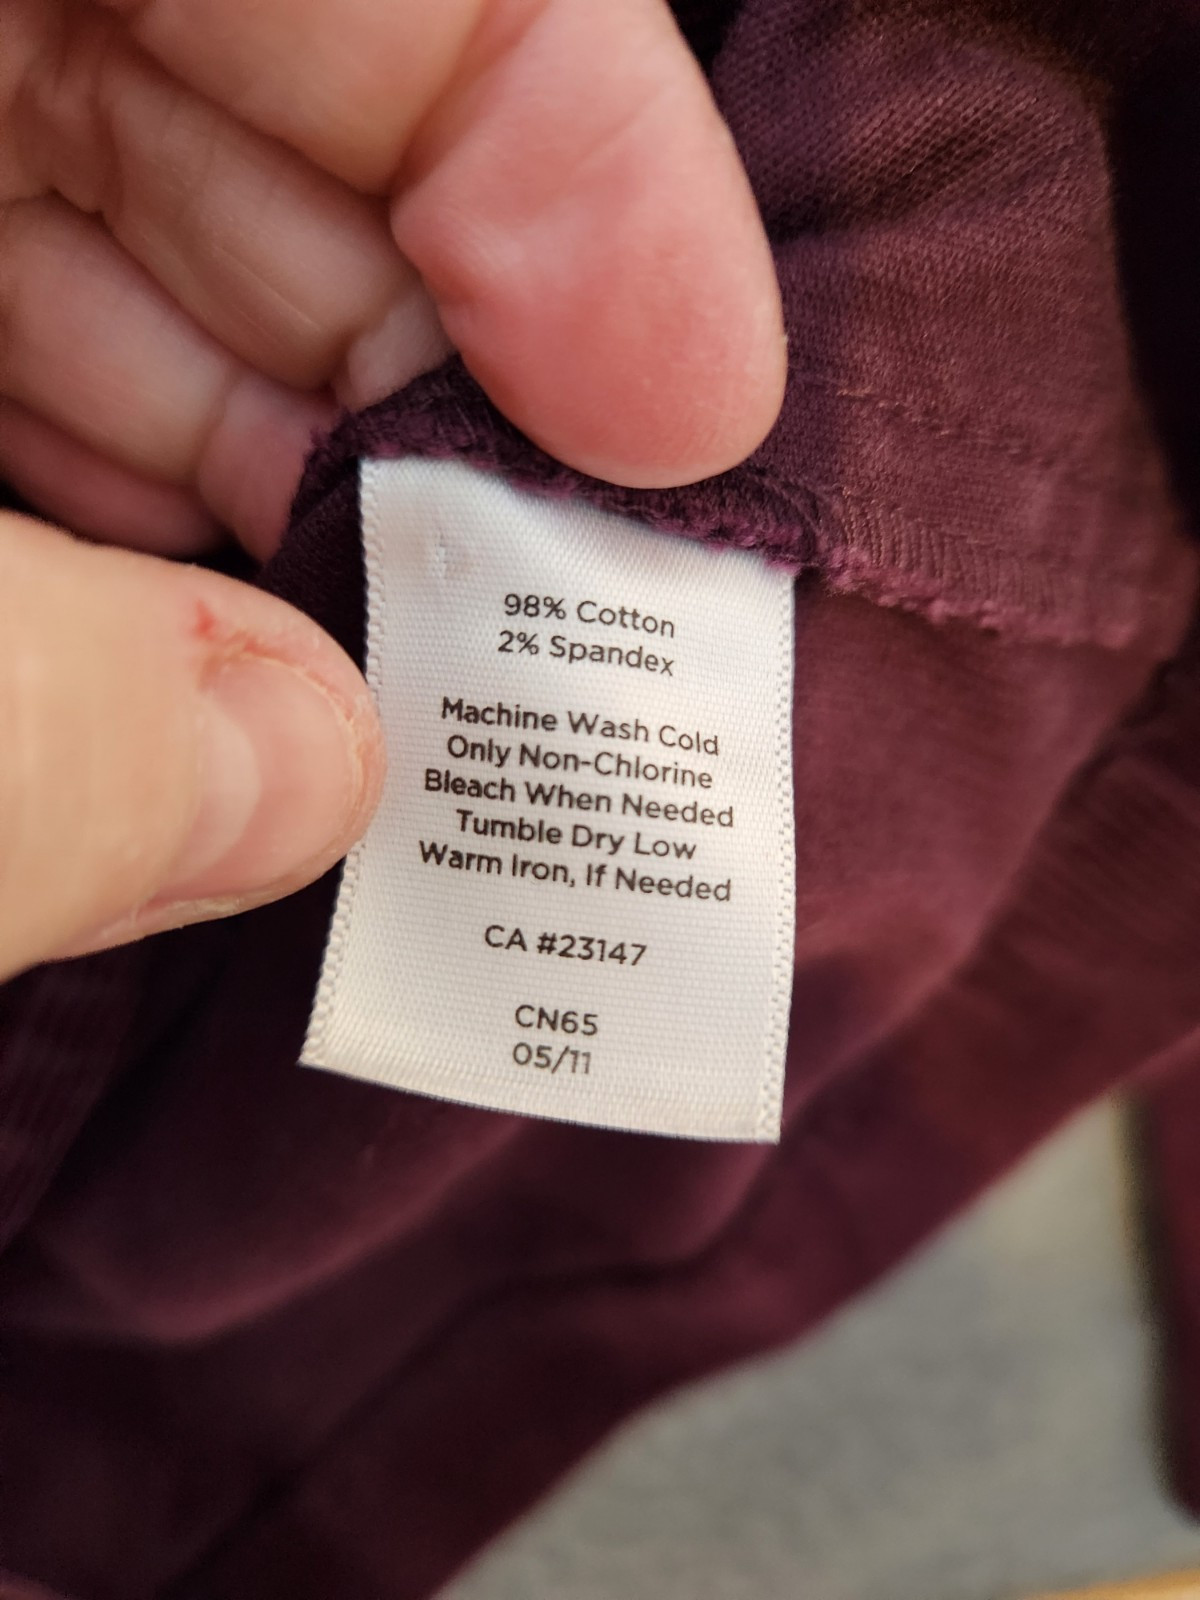 98% Cotton
2% Spandex
Machine Wash Cold
Only Non-Chlorine
Bleach When Needed
Tumble Dry Low
Warm Iron, If Needed
CA #23147
CN65
05/11